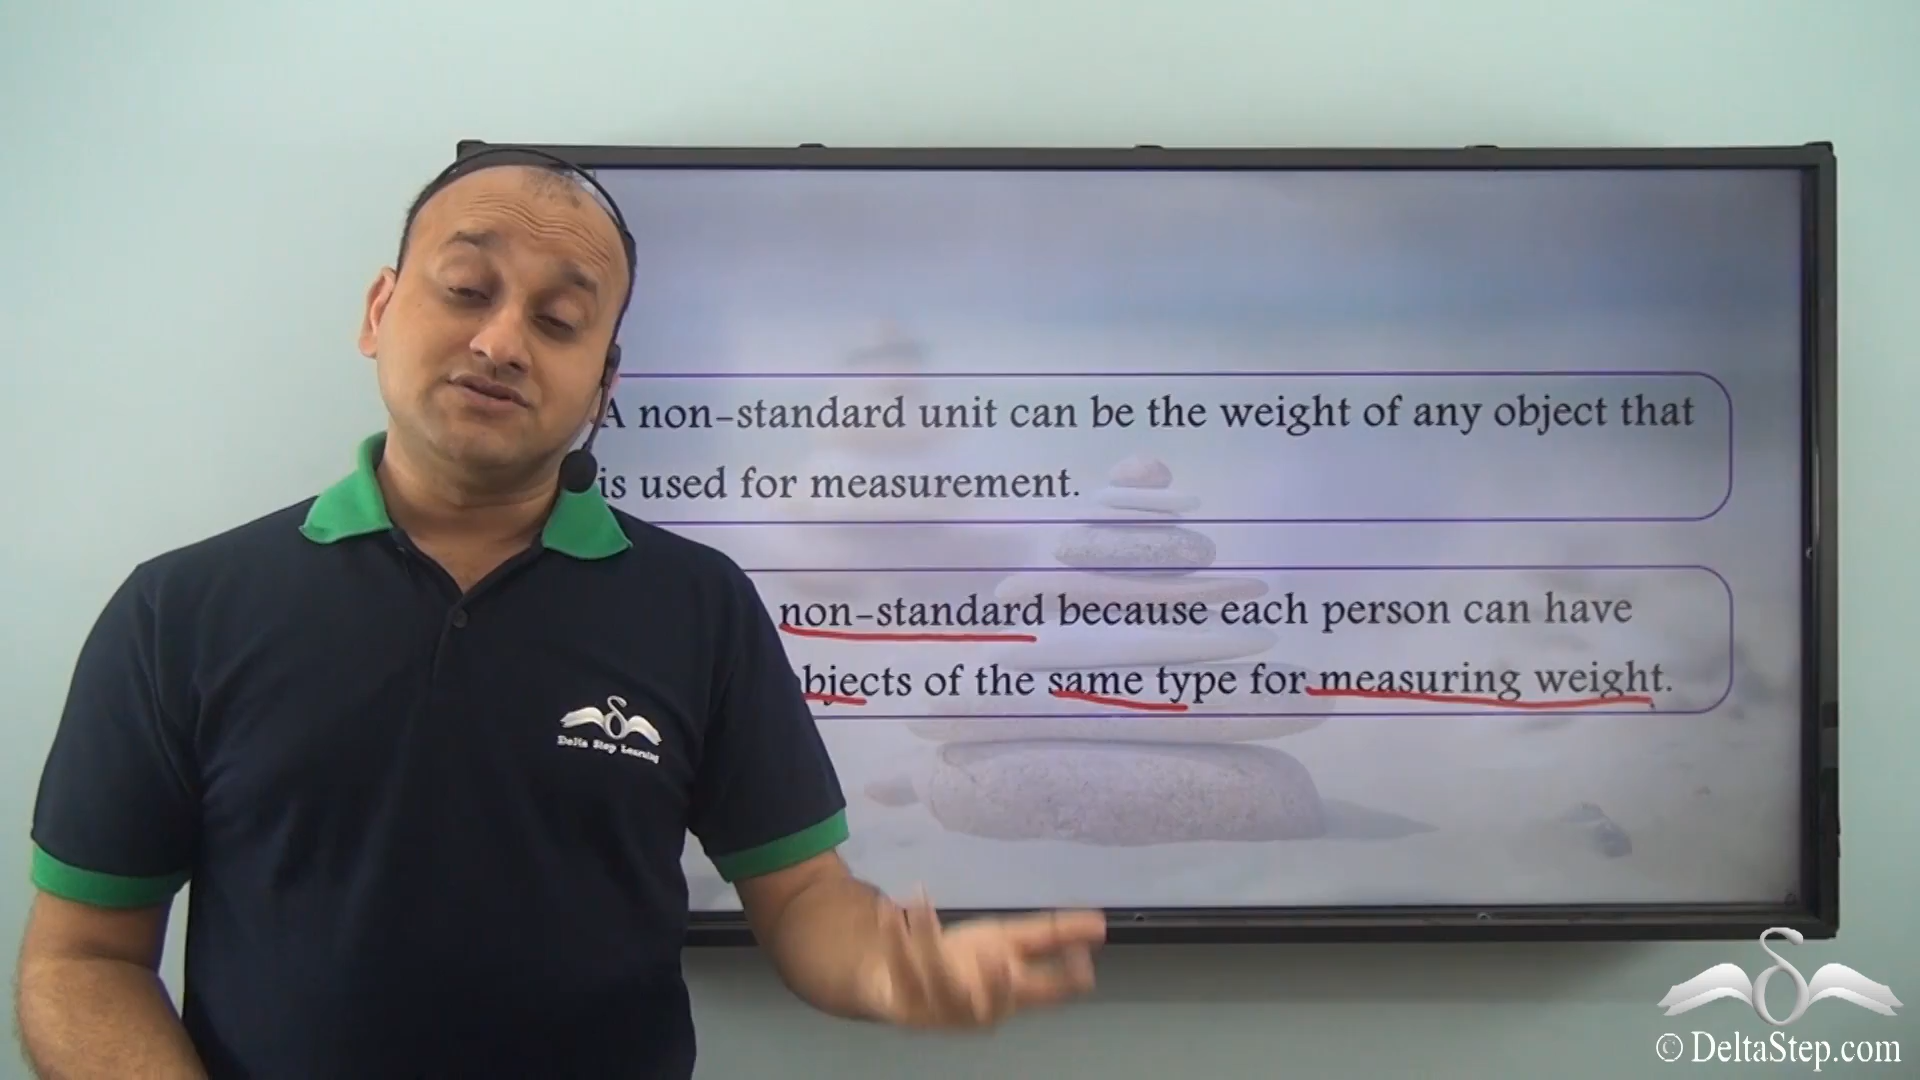 A non-standard unit can be the weight of any object that
is used for measurement.
non-standard because each person can have
objects of the same type for measuring weight.
Delta Step Learning
© DeltaStep.com